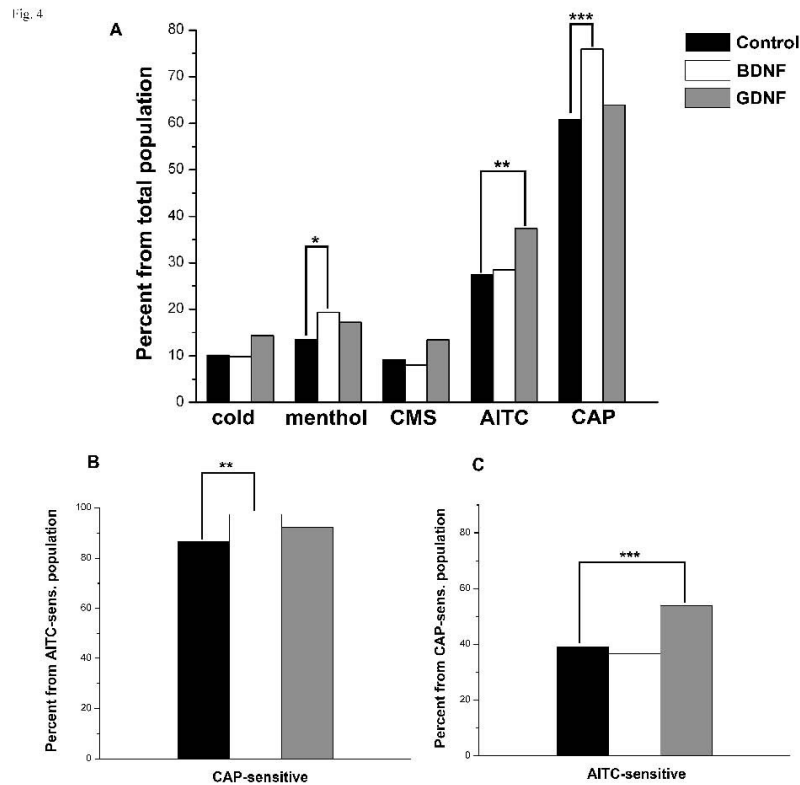 Fig. 4
A
Control
BDNF
GDNF
Percent from total population
80
70
60
50
40
30
20
10
0
*
**
***
cold menthol CMS AITC CAP
B
Percent from AITC-sens. population
100
80
60
40
20
0
**
CAP-sensitive
C
Percent from CAP-sens. population
80
60
40
20
0
***
AITC-sensitive